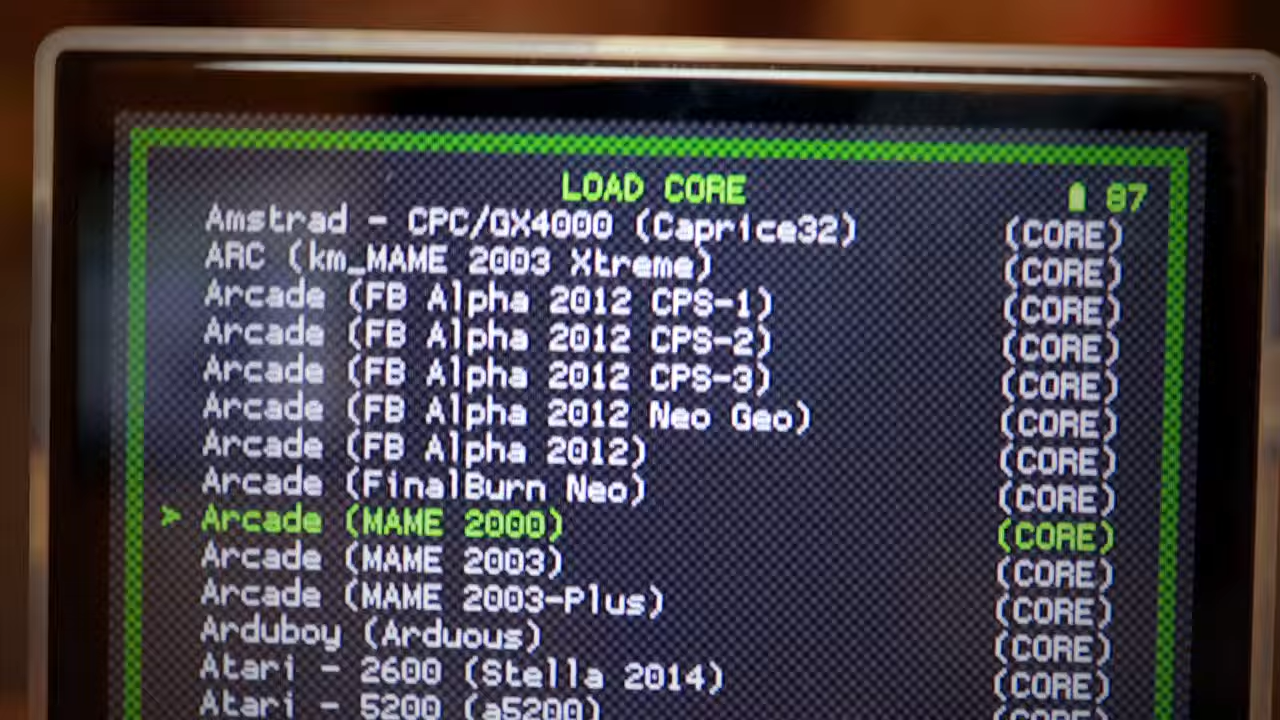 LOAD CORE 87
Amstrad - CPC/GX4000 (Caprice32) (CORE)
ARC (km_MAME 2003 Xtreme) (CORE)
Arcade (FB Alpha 2012 CPS-1) (CORE)
Arcade (FB Alpha 2012 CPS-2) (CORE)
Arcade (FB Alpha 2012 CPS-3) (CORE)
Arcade (FB Alpha 2012 Neo Geo) (CORE)
Arcade (FB Alpha 2012) (CORE)
Arcade (FinalBurn Neo) (CORE)
> Arcade (MAME 2000) (CORE)
Arcade (MAME 2003) (CORE)
Arcade (MAME 2003-Plus) (CORE)
Arduboy (Arduous) (CORE)
Atari - 2600 (Stella 2014) (CORE)
Atari - 5200 (a5200) (CORE)